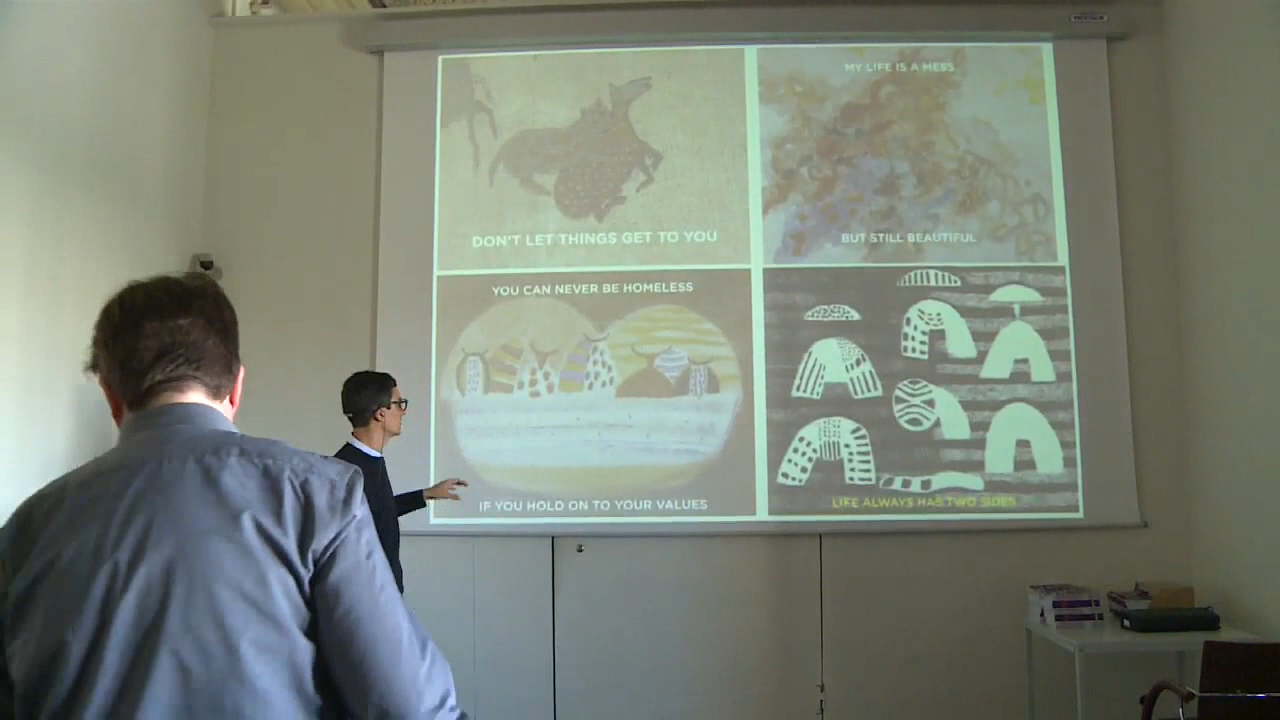 DON'T LET THINGS GET TO YOU
MY LIFE IS A MESS
BUT STILL BEAUTIFUL
YOU CAN NEVER BE HOMELESS
IF YOU HOLD ON TO YOUR VALUES
LIFE ALWAYS HAS TWO SIDES